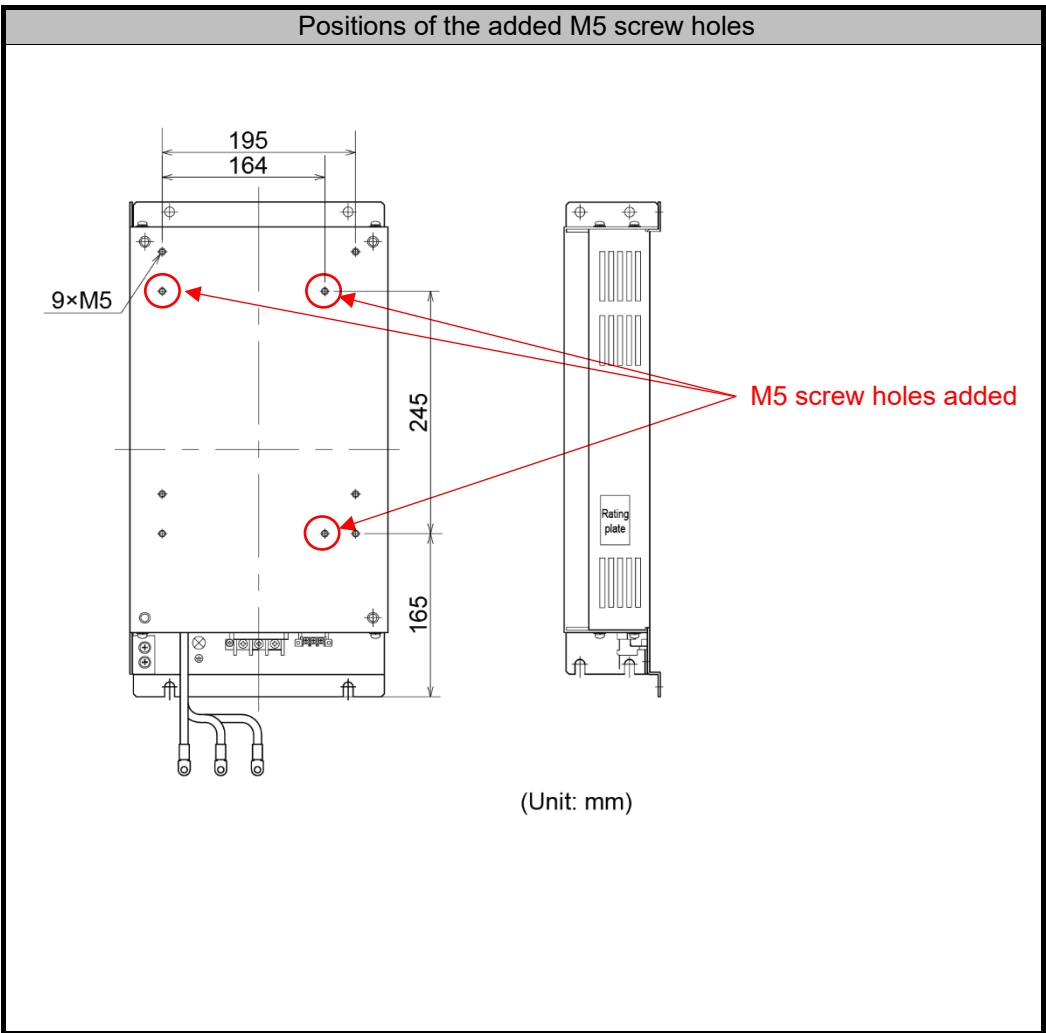 Positions of the added M5 screw holes
195
164
9×M5
245
M5 screw holes added
Rating
plate
165
(Unit: mm)